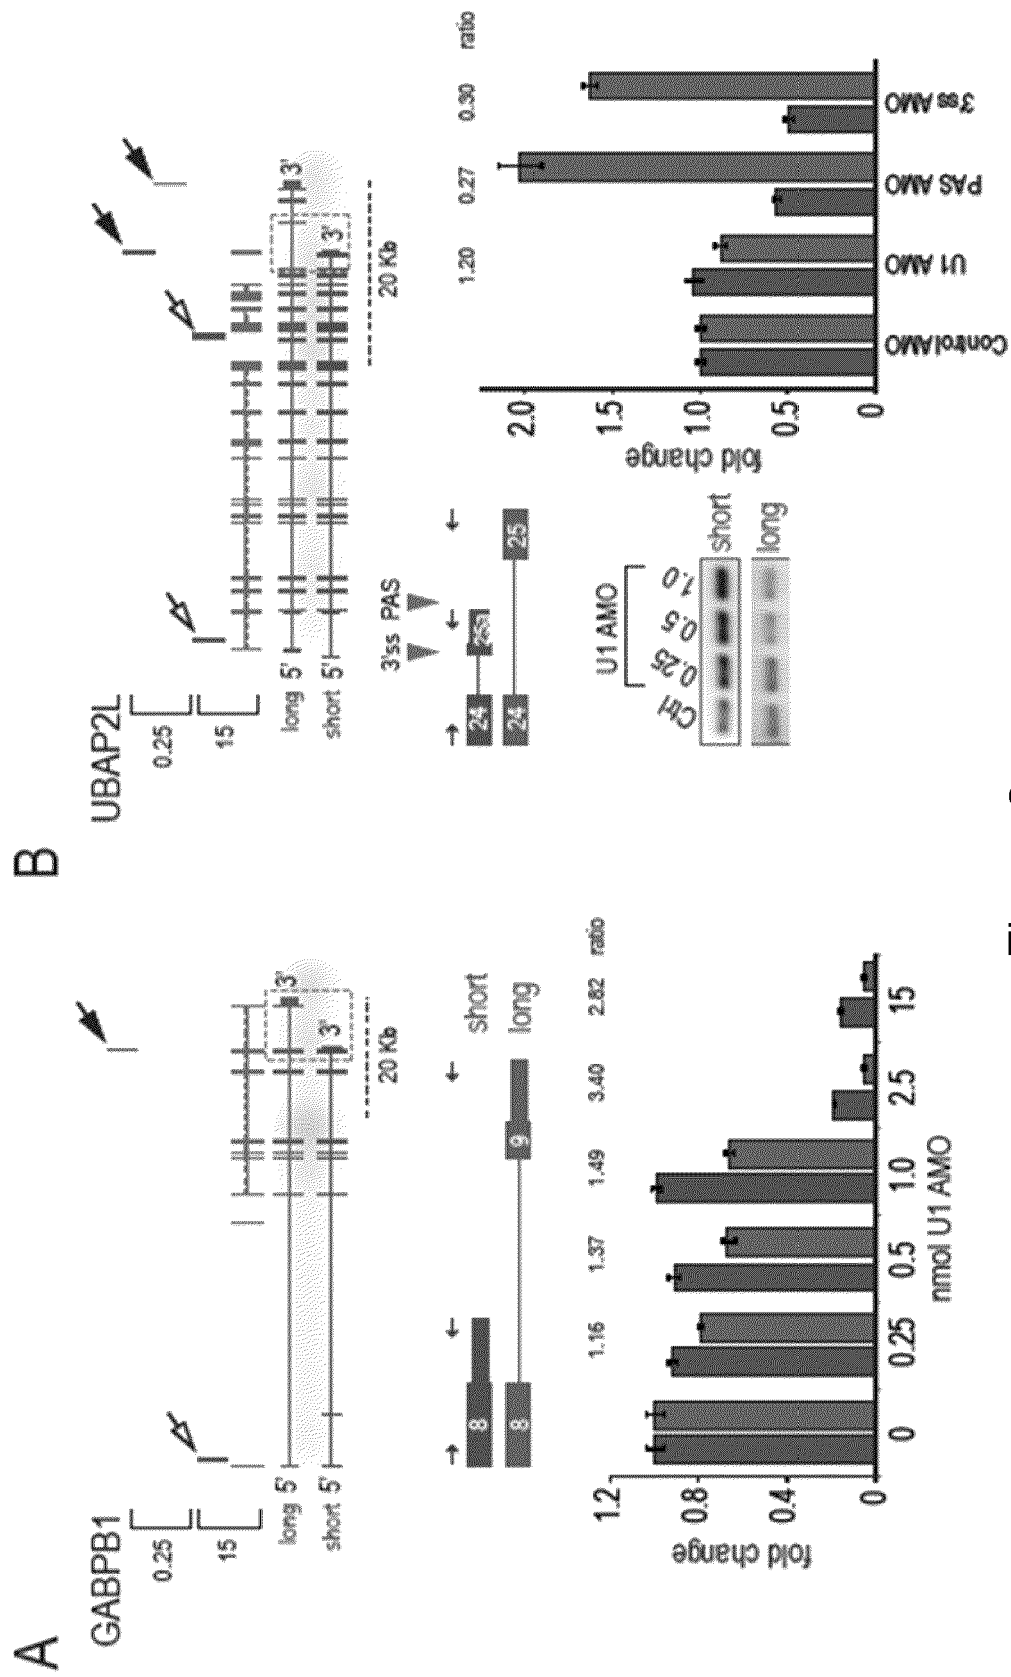 A
GABPB1
0.25
15
long 5' 3'
short 5' 3'
20 Kb
8 short
8 9 long
1.15 1.37 1.49 3.40 2.82 ratio
fold change
1.2
0.8
0.4
0
0 0.25 0.5 1.0 2.5 15
nmol U1 AMO
B
UBAP2L
0.25
15
long 5' 3'
short 5' 3'
20 Kb
3'ss PAS
24
24 25
U1 AMO
Ctrl 0.25 0.5 1.0
short
long
1.20 0.27 0.30 ratio
fold change
2.0
1.5
1.0
0.5
0
Control AMO
U1 AMO
PAS AMO
3'ss AMO